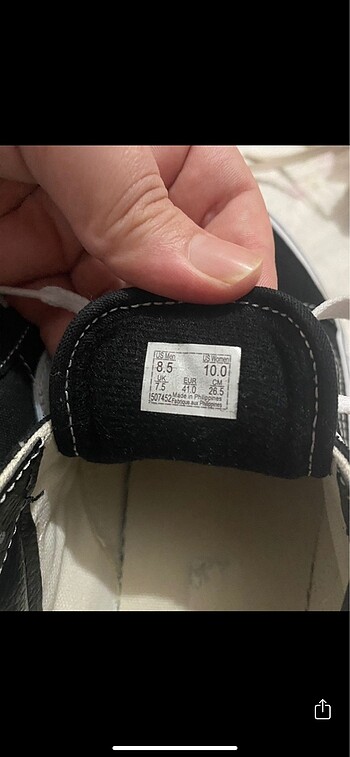 US Men US Women
8.5 10.0
UK EUR CM
7.5 41.0 26.5
507452 Made in Philippines
Fabriqué aux Philippines